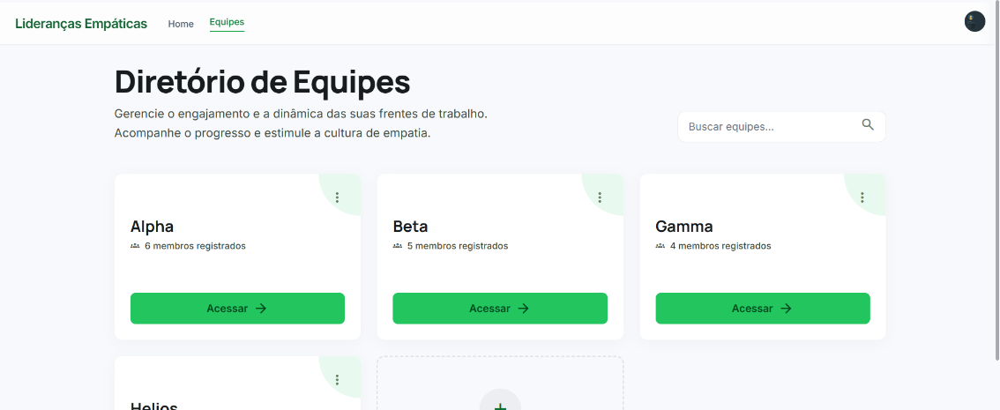 Lideranças Empáticas Home Equipes
Diretório de Equipes
Gerencie o engajamento e a dinâmica das suas frentes de trabalho.
Acompanhe o progresso e estimule a cultura de empatia.
Buscar equipes...
Alpha
6 membros registrados
Acessar
Beta
5 membros registrados
Acessar
Gamma
4 membros registrados
Acessar
Helios